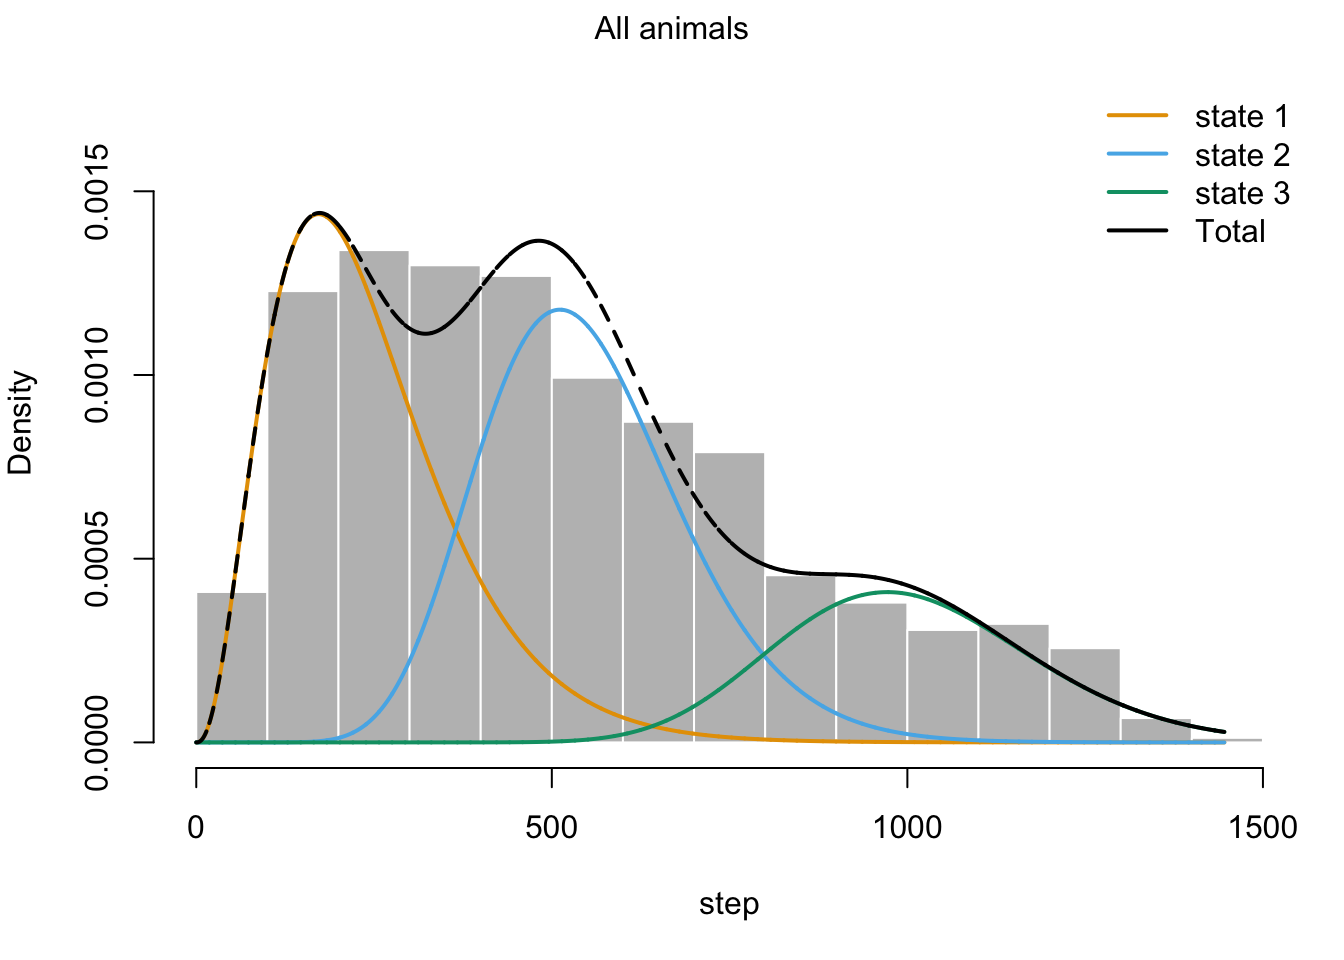 All animals
state 1
state 2
state 3
Total
Density
0.0015
0.0010
0.0005
0.0000
0 500 1000 1500
step